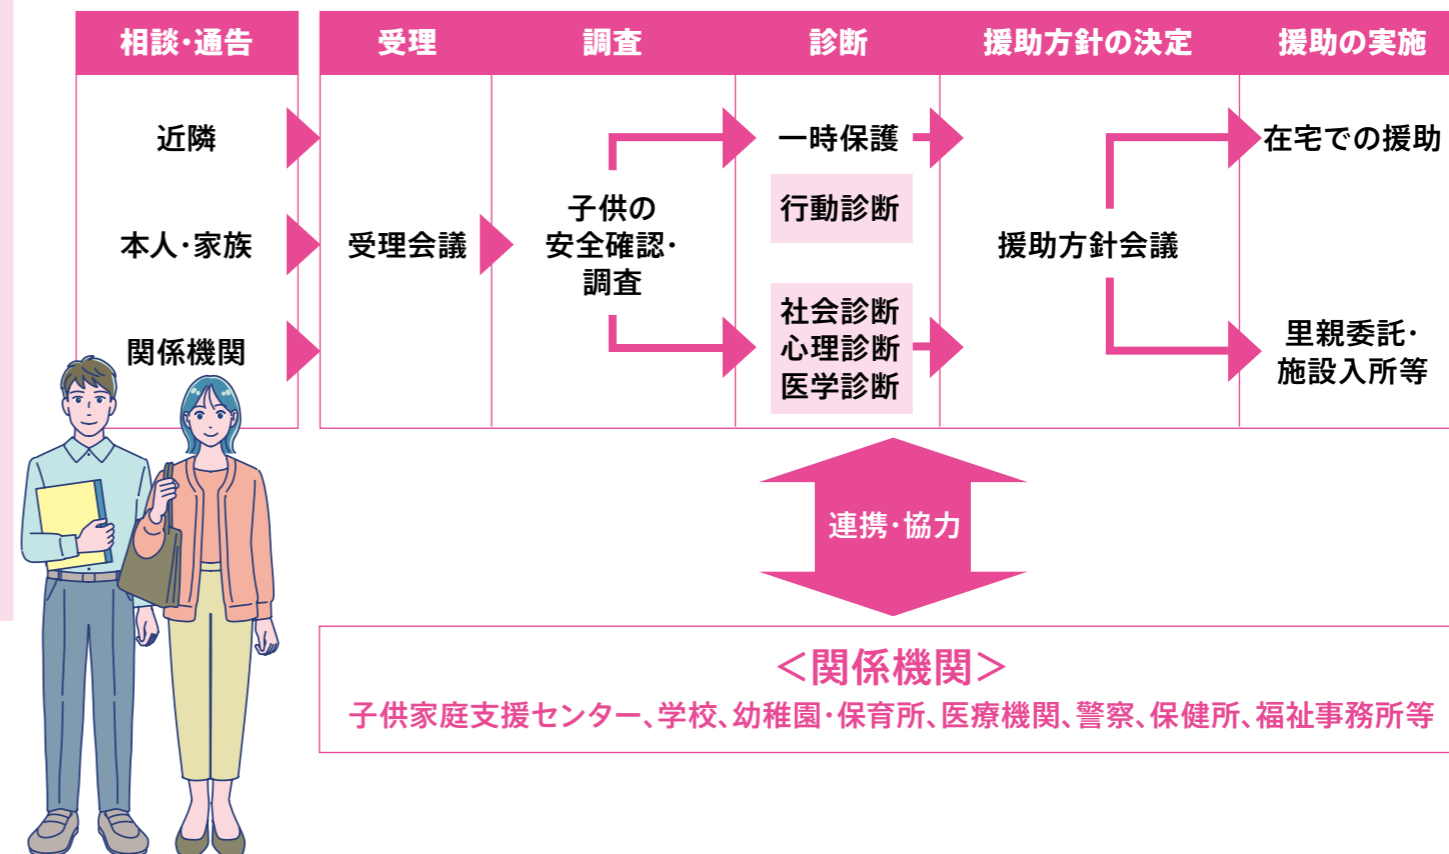 相談・通告
受理
調査
診断
援助方針の決定
援助の実施
近隣
本人・家族
関係機関
受理会議
子供の
安全確認・
調査
一時保護
行動診断
社会診断
心理診断
医学診断
援助方針会議
在宅での援助
里親委託・
施設入所等
連携・協力
＜関係機関＞
子供家庭支援センター、学校、幼稚園・保育所、医療機関、警察、保健所、福祉事務所等